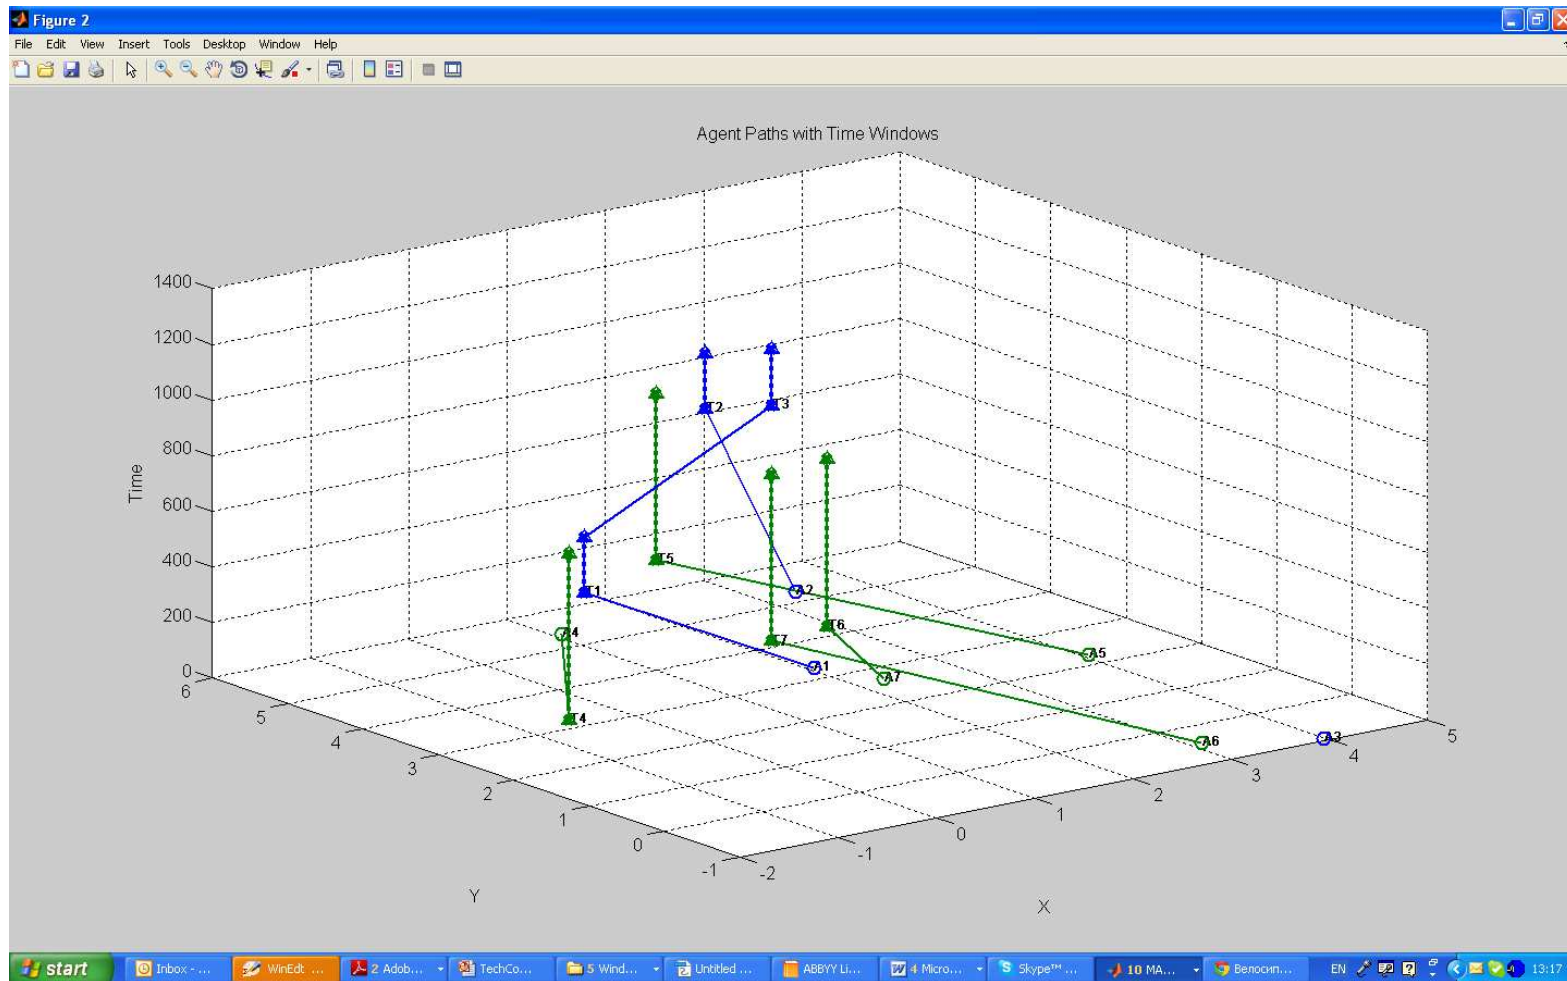 Figure 2
File Edit View Insert Tools Desktop Window Help
Agent Paths with Time Windows
1400
1200
1000
800
600
400
200
0
Time
T2
T3
T5
T1
A2
T6
A4
T7
A5
A1
A7
T4
A6
A3
6
5
4
3
2
1
0
-1
Y
-2
-1
0
1
2
3
4
5
X
start Inbox - ... WinEdt ... 2 Adob... TechCo... 5 Wind... Untitled ... ABBYY Li... 4 Micro... Skype™ ... 10 MA... Велосип... EN 13:17